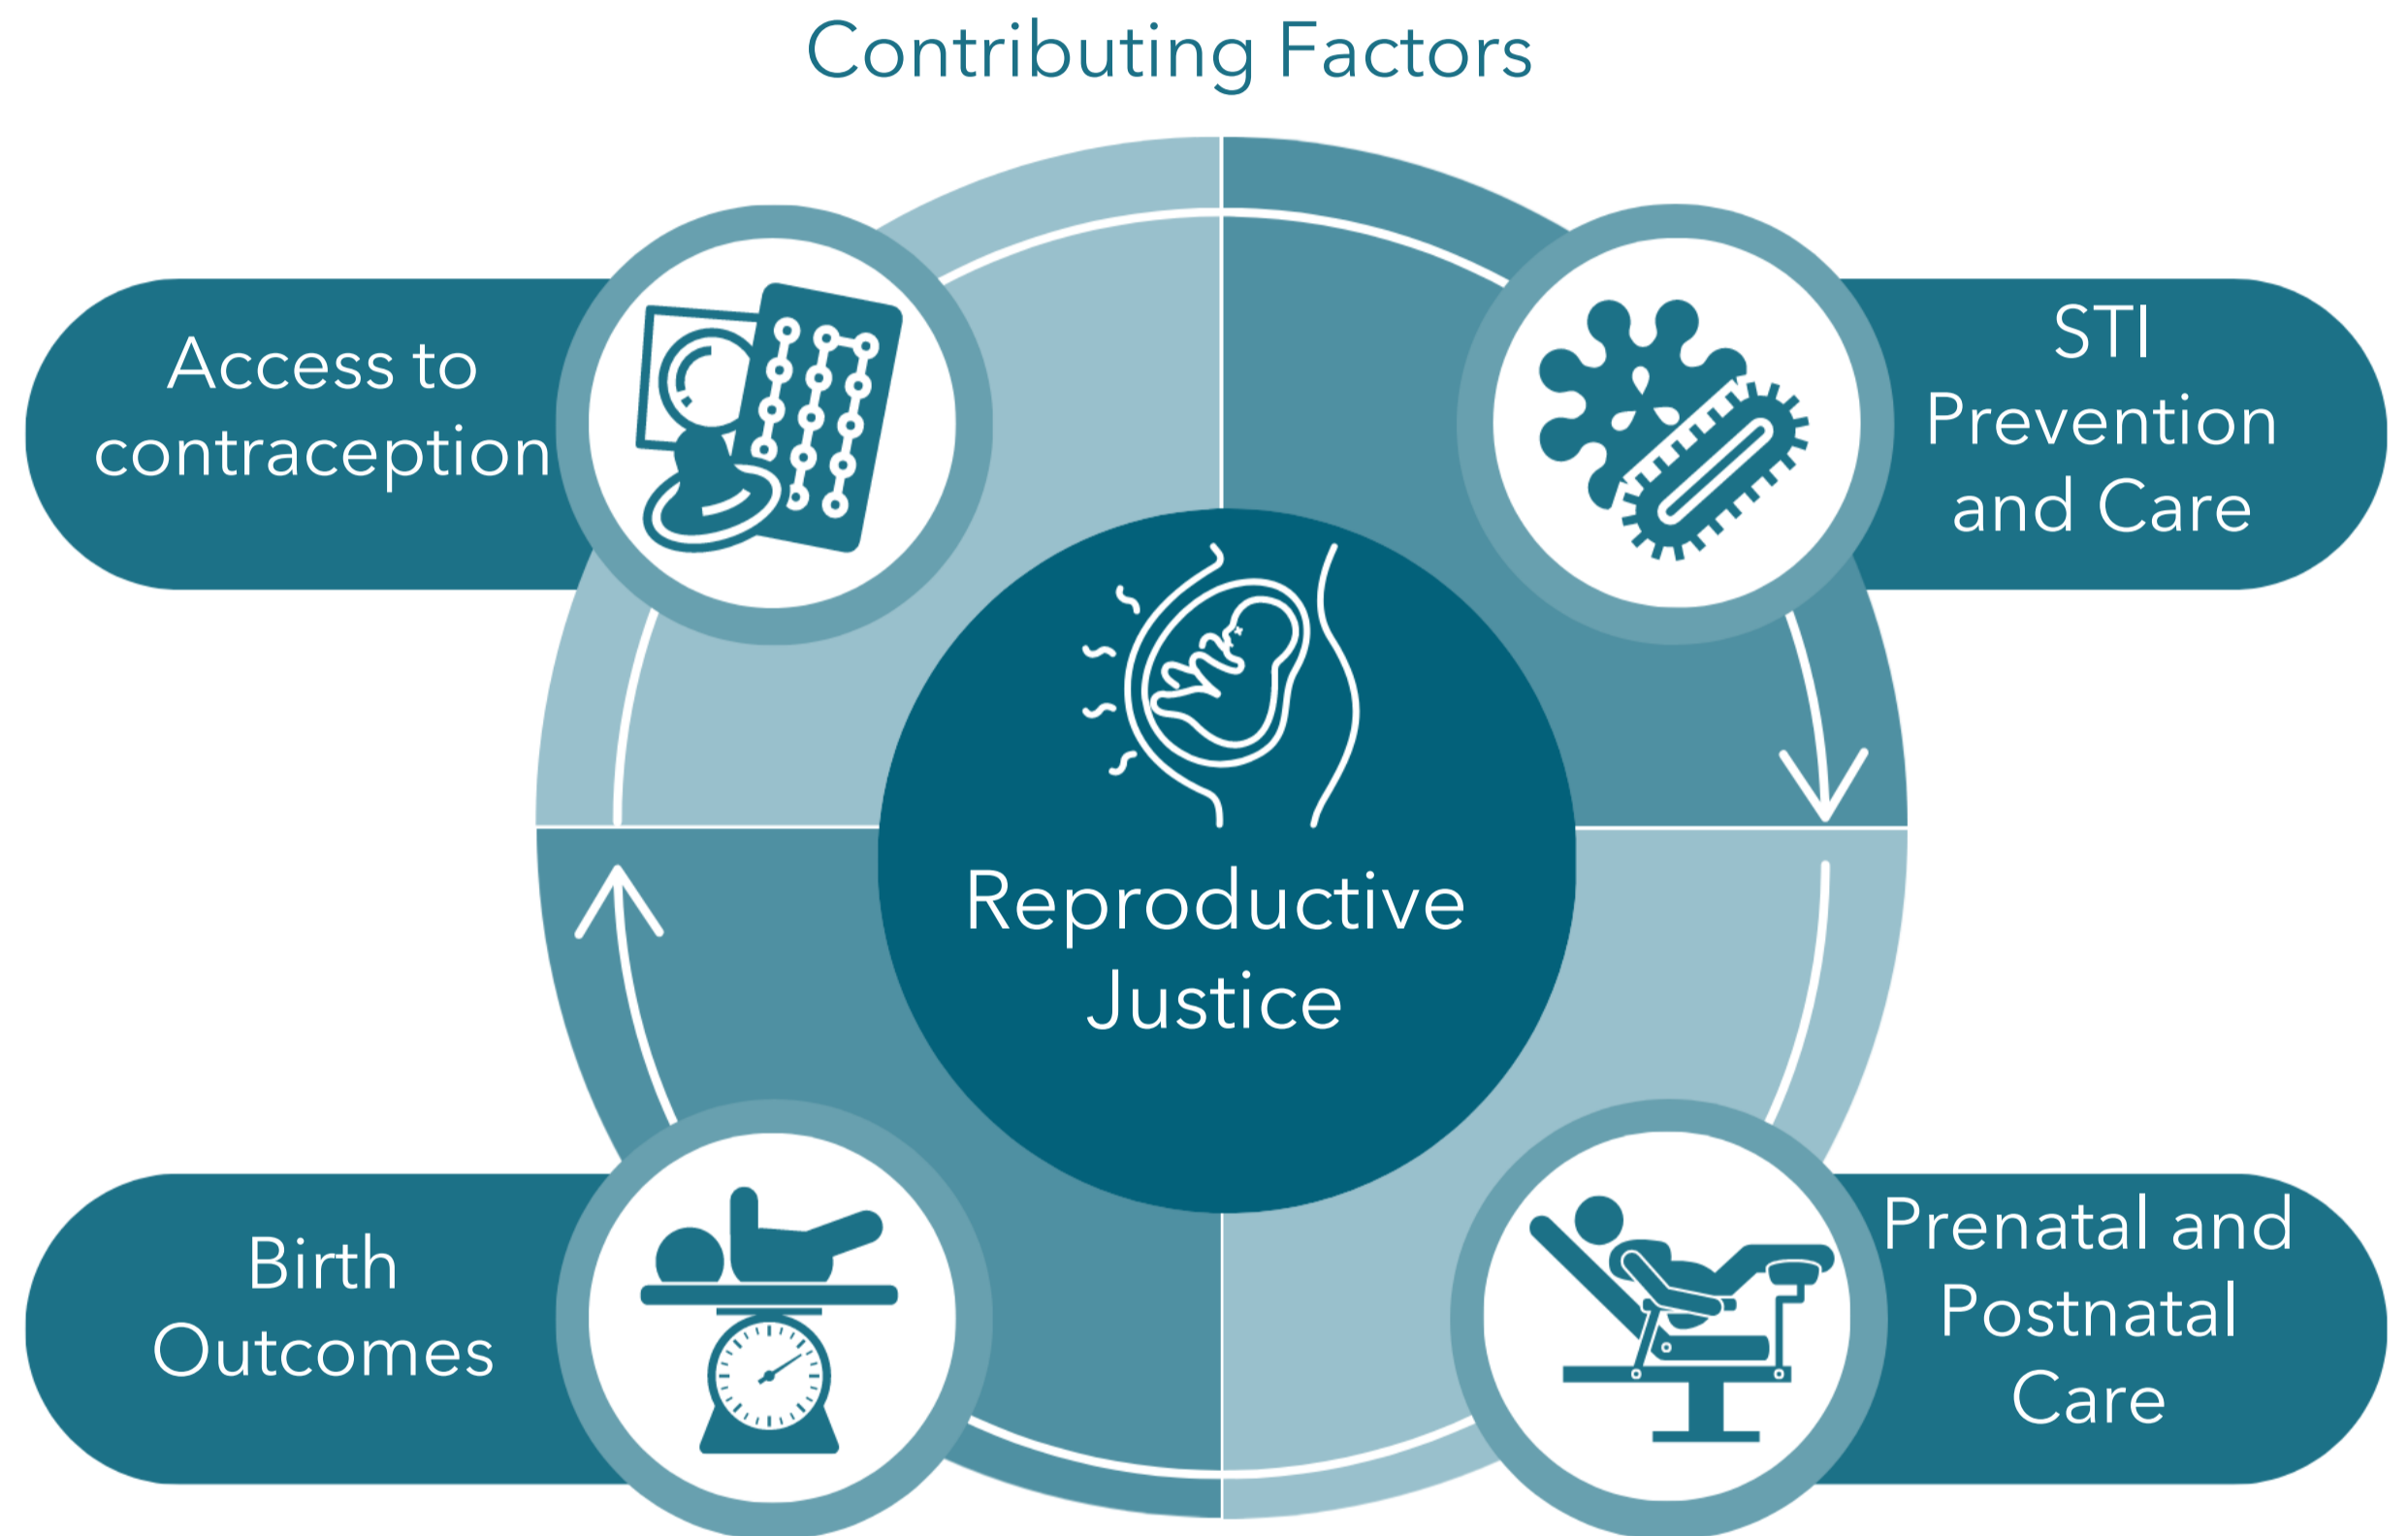 Contributing Factors
Access to
contraception
STI
Prevention
and Care
Reproductive
Justice
Birth
Outcomes
Prenatal and
Postnatal
Care